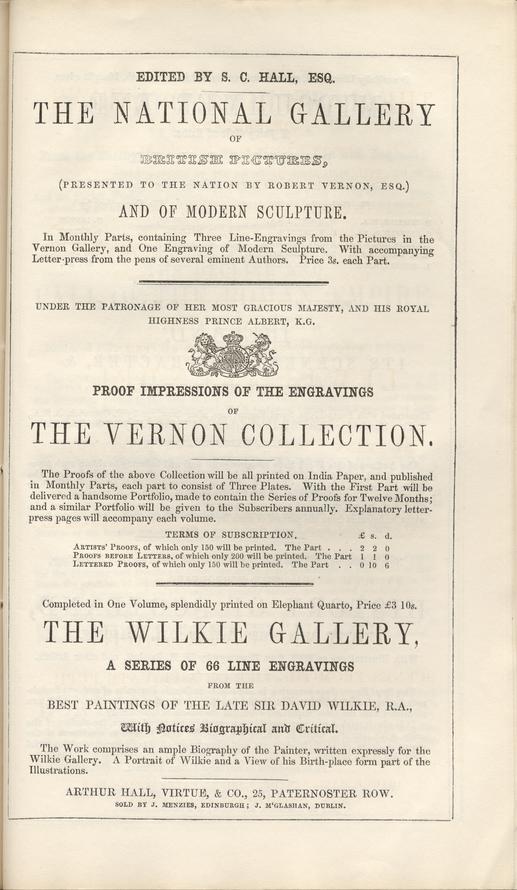 EDITED BY S. C. HALL, ESQ.
THE NATIONAL GALLERY
OF
BRITISH PICTURES,
(PRESENTED TO THE NATION BY ROBERT VERNON, ESQ.)
AND OF MODERN SCULPTURE.
In Monthly Parts, containing Three Line-Engravings from the Pictures in the
Vernon Gallery, and One Engraving of Modern Sculpture. With accompanying
Letter-press from the pens of several eminent Authors. Price 3s. each Part.
UNDER THE PATRONAGE OF HER MOST GRACIOUS MAJESTY, AND HIS ROYAL
HIGHNESS PRINCE ALBERT, K.G.
PROOF IMPRESSIONS OF THE ENGRAVINGS
OF
THE VERNON COLLECTION.
The Proofs of the above Collection will be all printed on India Paper, and published
in Monthly Parts, each part to consist of Three Plates. With the First Part will be
delivered a handsome Portfolio, made to contain the Series of Proofs for Twelve Months;
and a similar Portfolio will be given to the Subscribers annually. Explanatory letter-
press pages will accompany each volume.
TERMS OF SUBSCRIPTION. £ s. d.
ARTISTS' PROOFS, of which only 150 will be printed. The Part . . . 2 2 0
PROOFS BEFORE LETTERS, of which only 200 will be printed. The Part 1 1 0
LETTERED PROOFS, of which only 150 will be printed. The Part . . 0 10 6
Completed in One Volume, splendidly printed on Elephant Quarto, Price £3 10s.
THE WILKIE GALLERY,
A SERIES OF 66 LINE ENGRAVINGS
FROM THE
BEST PAINTINGS OF THE LATE SIR DAVID WILKIE, R.A.,
With Notices Biographical and Critical.
The Work comprises an ample Biography of the Painter, written expressly for the
Wilkie Gallery. A Portrait of Wilkie and a View of his Birth-place form part of the
Illustrations.
ARTHUR HALL, VIRTUE, & CO., 25, PATERNOSTER ROW.
SOLD BY J. MENZIES, EDINBURGH; J. M'GLASHAN, DUBLIN.